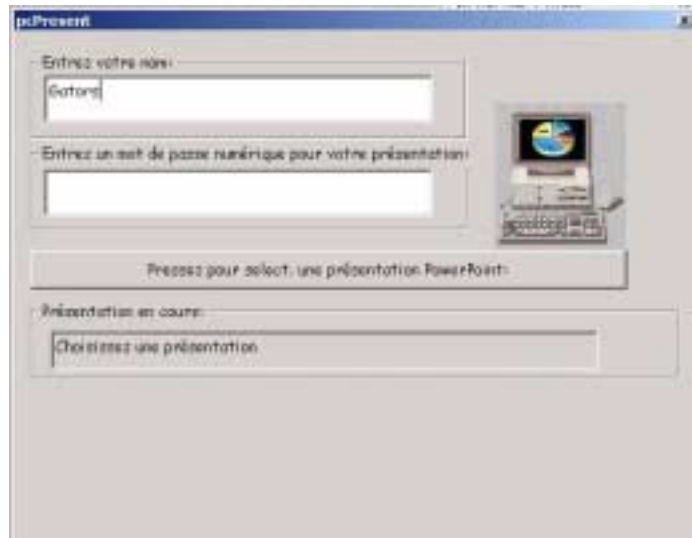 pcPresent
Entrez votre nom:
Gators
Entrez un mot de passe numérique pour votre présentation:
Pressez pour select. une présentation PowerPoint:
Présentation en cours:
Choisissez une présentation